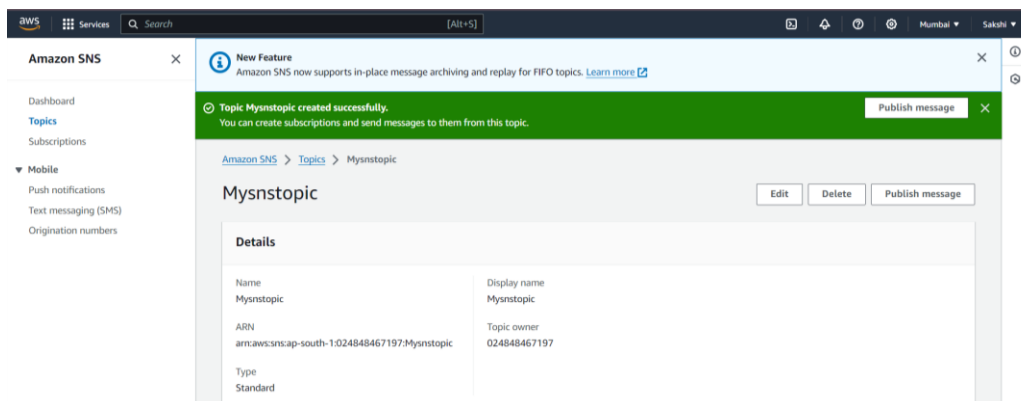 aws Services Search [Alt+S] Mumbai Sakshi
Amazon SNS
Dashboard
Topics
Subscriptions
Mobile
Push notifications
Text messaging (SMS)
Origination numbers
New Feature
Amazon SNS now supports in-place message archiving and replay for FIFO topics. Learn more
Topic Mysnstopic created successfully.
You can create subscriptions and send messages to them from this topic.
Publish message
Amazon SNS > Topics > Mysnstopic
Mysnstopic
Edit Delete Publish message
Details
Name
Mysnstopic
ARN
arn:aws:sns:ap-south-1:024848467197:Mysnstopic
Type
Standard
Display name
Mysnstopic
Topic owner
024848467197